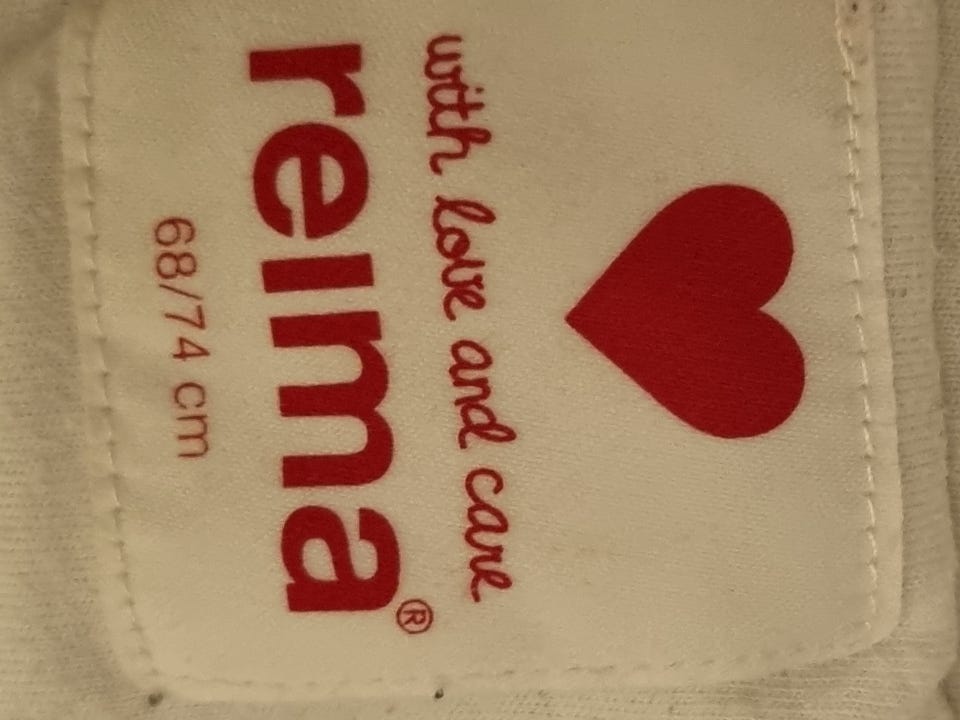 with love and care
reima®
68/74 cm